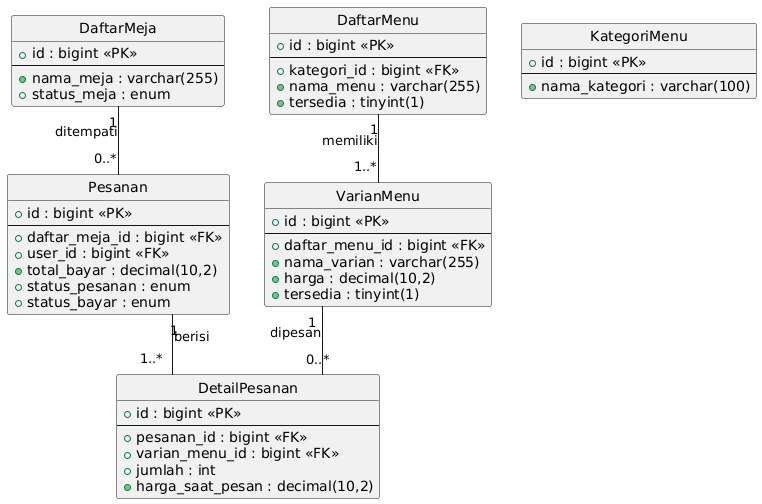 DaftarMeja
id : bigint «PK»
nama_meja : varchar(255)
status_meja : enum
DaftarMenu
id : bigint «PK»
kategori_id : bigint «FK»
nama_menu : varchar(255)
tersedia : tinyint(1)
KategoriMenu
id : bigint «PK»
nama_kategori : varchar(100)
1
ditempati
0..*
1
memiliki
1..*
Pesanan
id : bigint «PK»
daftar_meja_id : bigint «FK»
user_id : bigint «FK»
total_bayar : decimal(10,2)
status_pesanan : enum
status_bayar : enum
VarianMenu
id : bigint «PK»
daftar_menu_id : bigint «FK»
nama_varian : varchar(255)
harga : decimal(10,2)
tersedia : tinyint(1)
1
berisi
1..*
1
dipesan
0..*
DetailPesanan
id : bigint «PK»
pesanan_id : bigint «FK»
varian_menu_id : bigint «FK»
jumlah : int
harga_saat_pesan : decimal(10,2)